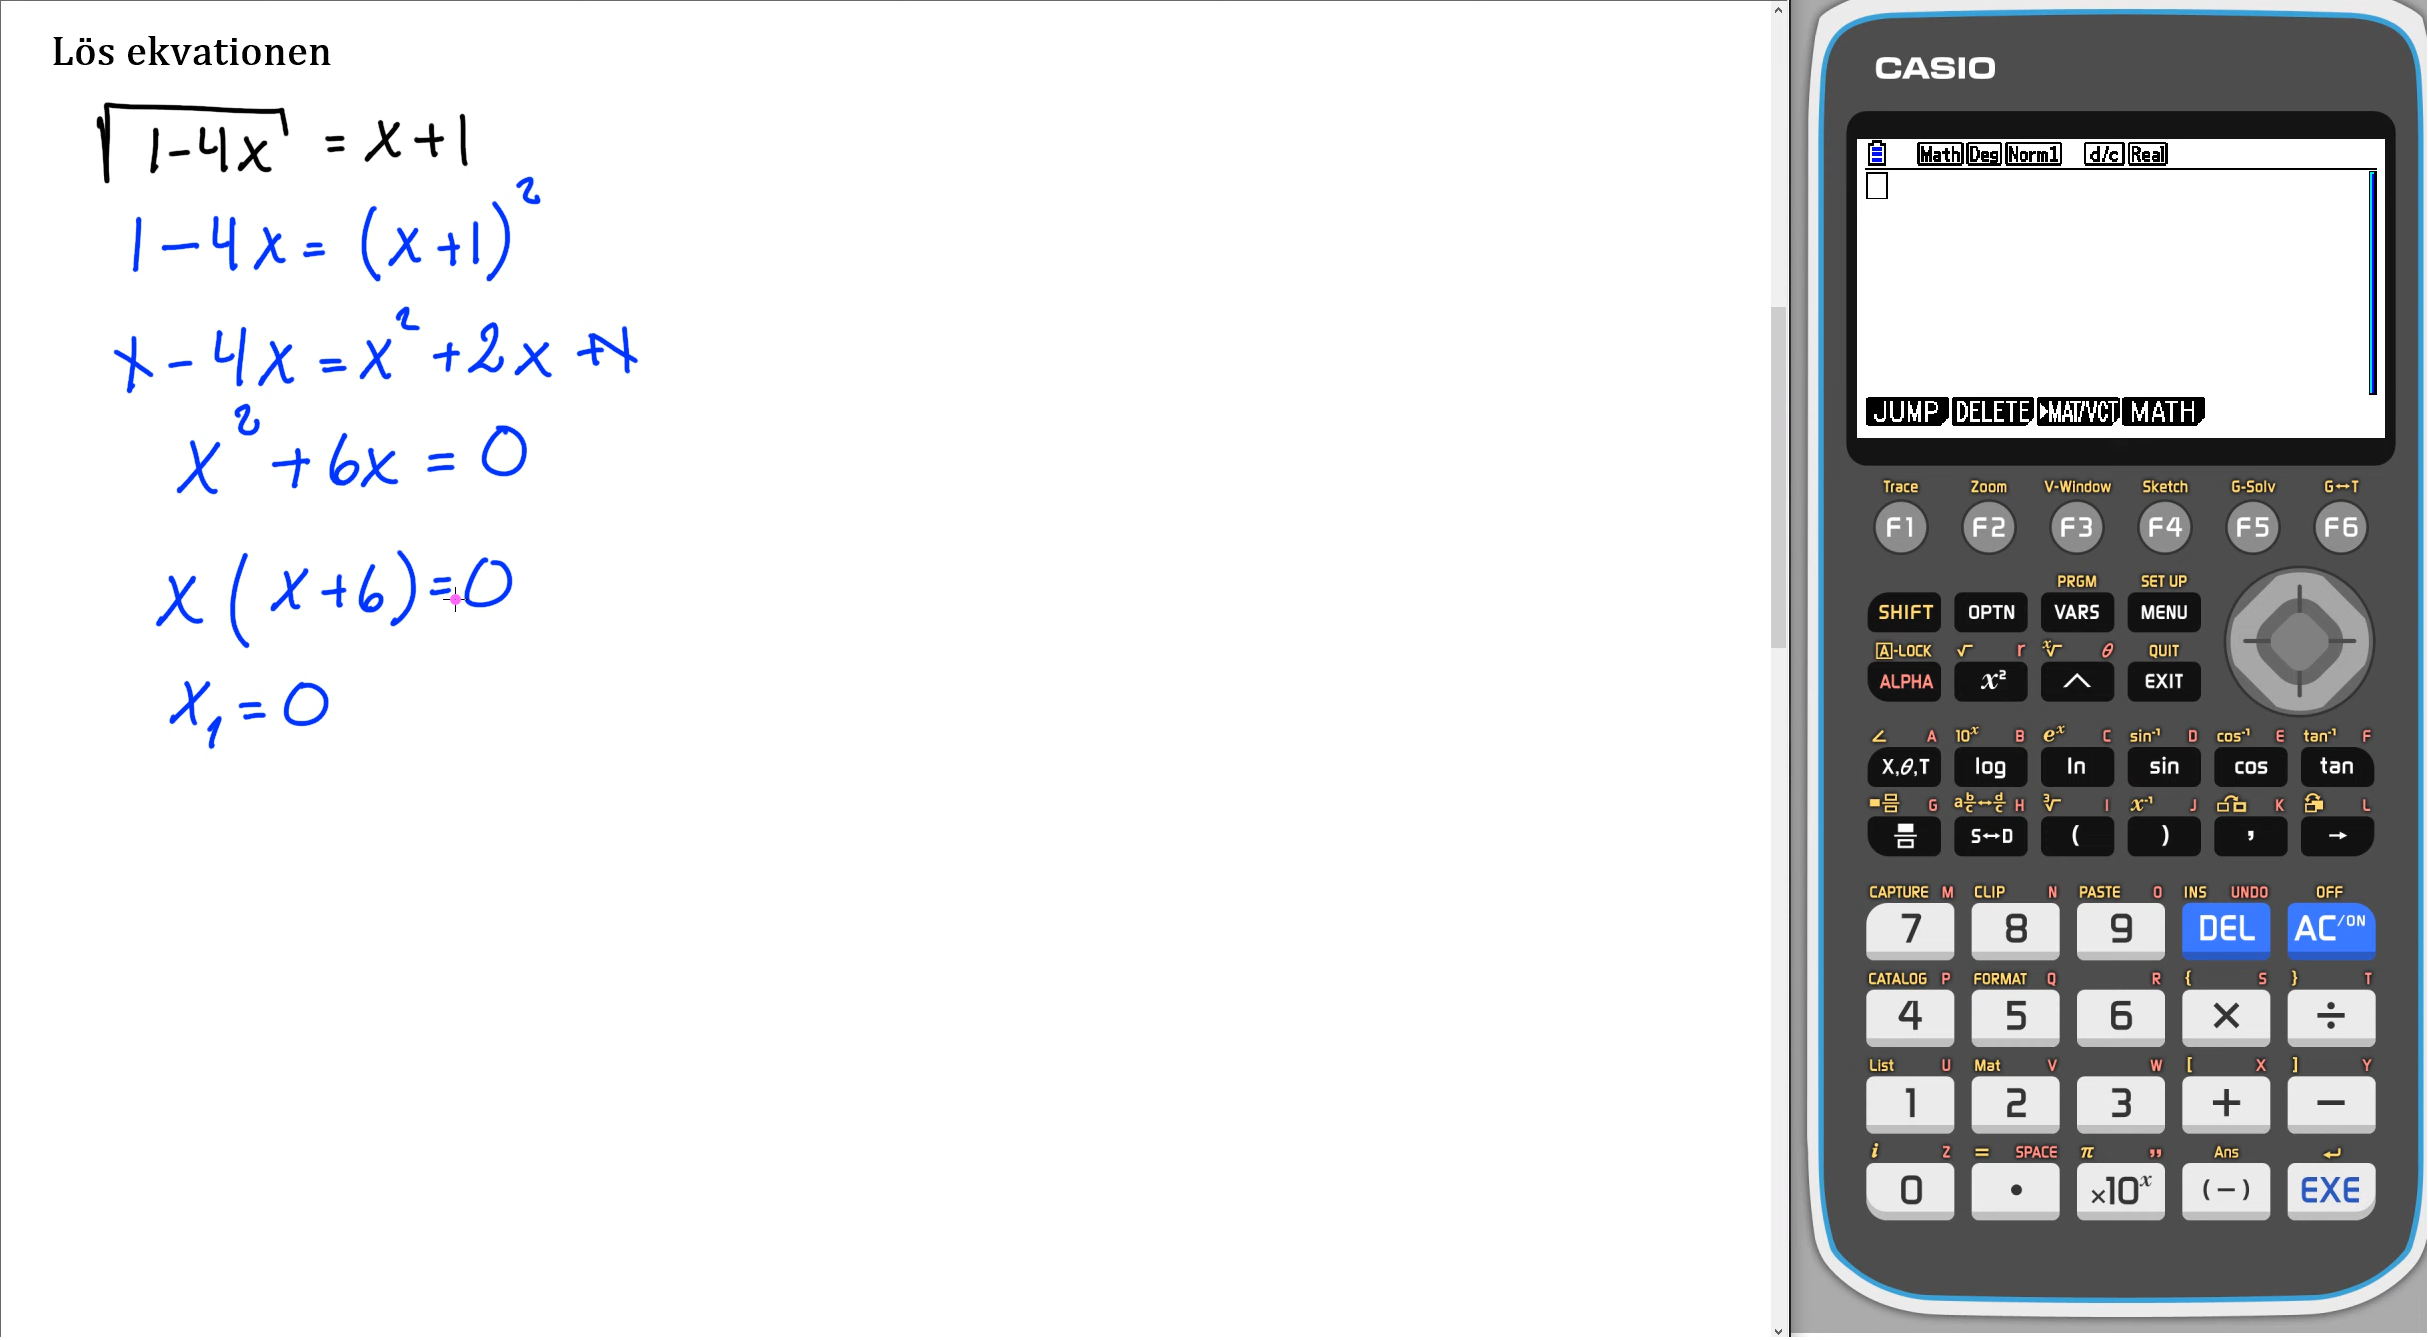 Lös ekvationen
√(1-4x) = x+1
1-4x = (x+1)²
1-4x = x²+2x+1
x²+6x = 0
x(x+6)=0
x₁=0
CASIO
Math Deg Norm1 d/c Real
JUMP DELETE ▶MAT/VCT MATH
Trace Zoom V-Window Sketch G-Solv G↔T
F1 F2 F3 F4 F5 F6
PRGM SET UP
SHIFT OPTN VARS MENU
A-LOCK √ r ˣ√ θ QUIT
ALPHA x² ^ EXIT
∠ A 10ˣ B eˣ C sin⁻¹ D cos⁻¹ E tan⁻¹ F
X,θ,T log ln sin cos tan
G a b/c↔d/c H ³√ I x⁻¹ J K L
S↔D ( ) , →
CAPTURE M CLIP N PASTE O INS UNDO OFF
7 8 9 DEL AC/ON
CATALOG P FORMAT Q R { S } T
4 5 6 × ÷
List U Mat V W [ X ] Y
1 2 3 + −
i Z = SPACE π " Ans ↵
0 • ×10ˣ (−) EXE